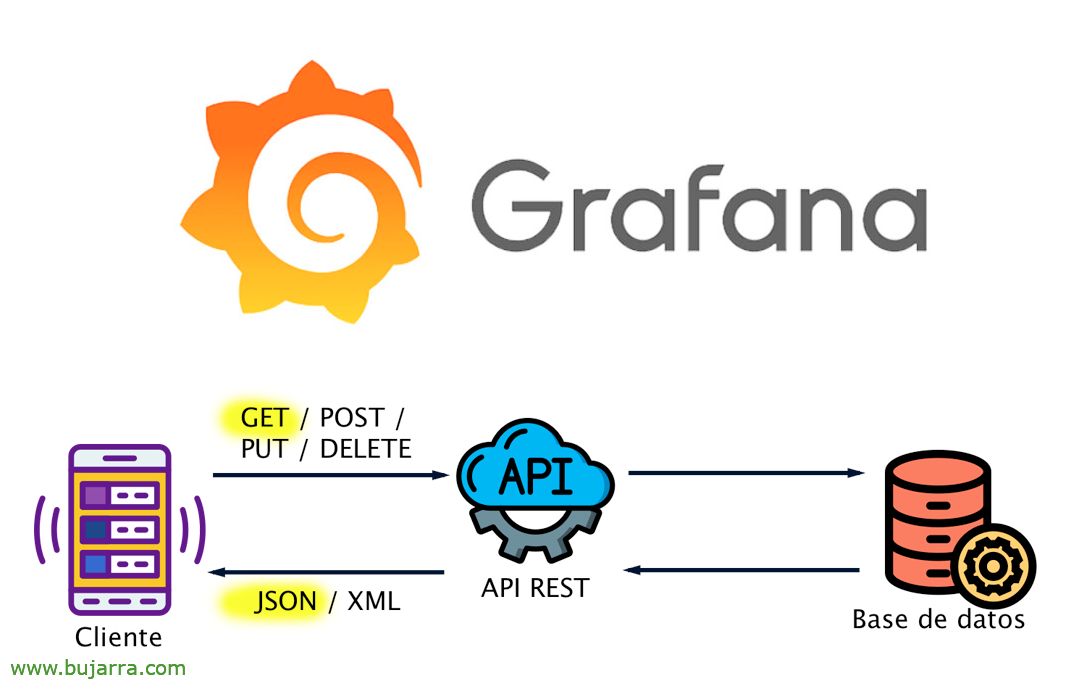 Grafana
GET / POST /
PUT / DELETE
API
JSON / XML
API REST
Cliente
Base de datos
www.bujarra.com